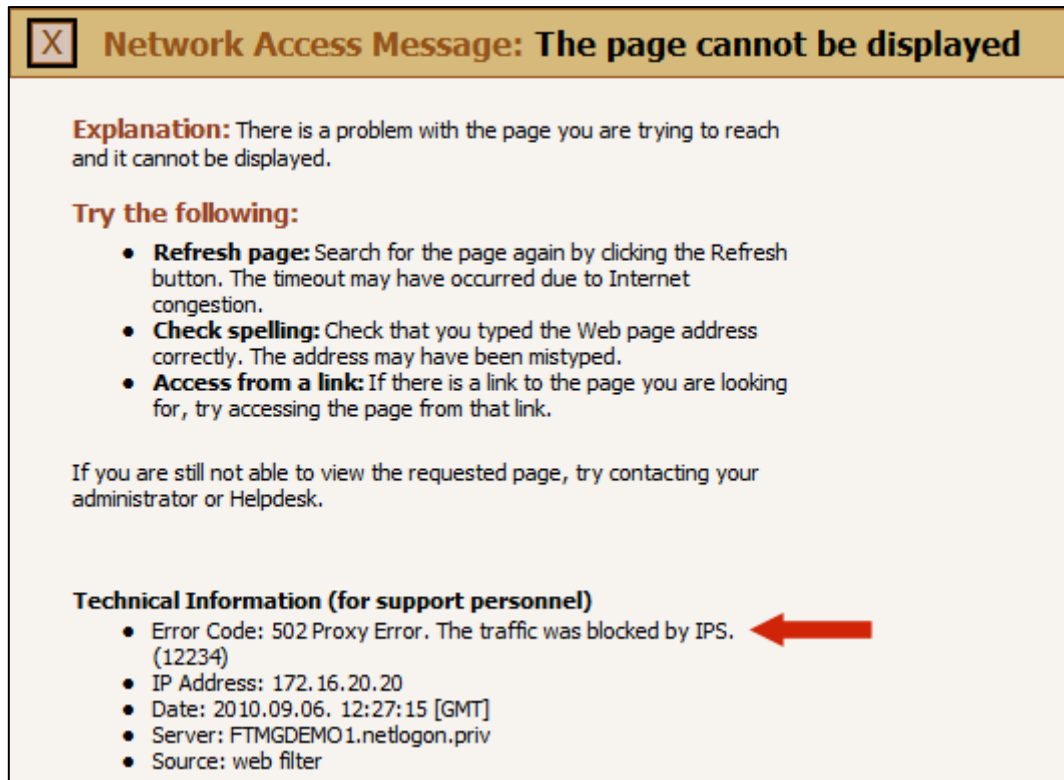 X Network Access Message: The page cannot be displayed
Explanation: There is a problem with the page you are trying to reach
and it cannot be displayed.
Try the following:
• Refresh page: Search for the page again by clicking the Refresh
button. The timeout may have occurred due to Internet
congestion.
• Check spelling: Check that you typed the Web page address
correctly. The address may have been mistyped.
• Access from a link: If there is a link to the page you are looking
for, try accessing the page from that link.
If you are still not able to view the requested page, try contacting your
administrator or Helpdesk.
Technical Information (for support personnel)
• Error Code: 502 Proxy Error. The traffic was blocked by IPS.
(12234)
• IP Address: 172.16.20.20
• Date: 2010.09.06. 12:27:15 [GMT]
• Server: FTMGDEMO1.netlogon.priv
• Source: web filter